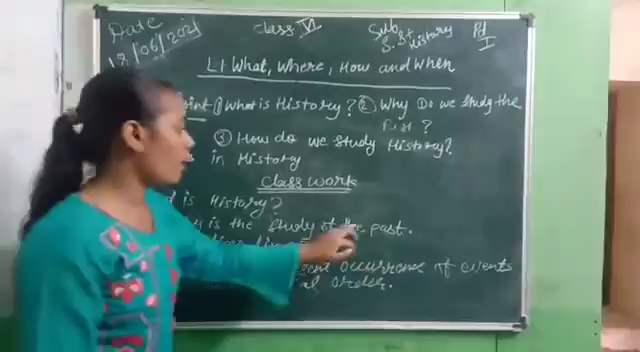 Date class VI Sub Pd
18/06/2021 S.St History I
L1 What, Where, How and When
Point ① What is History? ② Why Do we study the
Past?
③ How do we study History?
in History
Class work
is History?
is the study of the past.
occurrence of events
order.